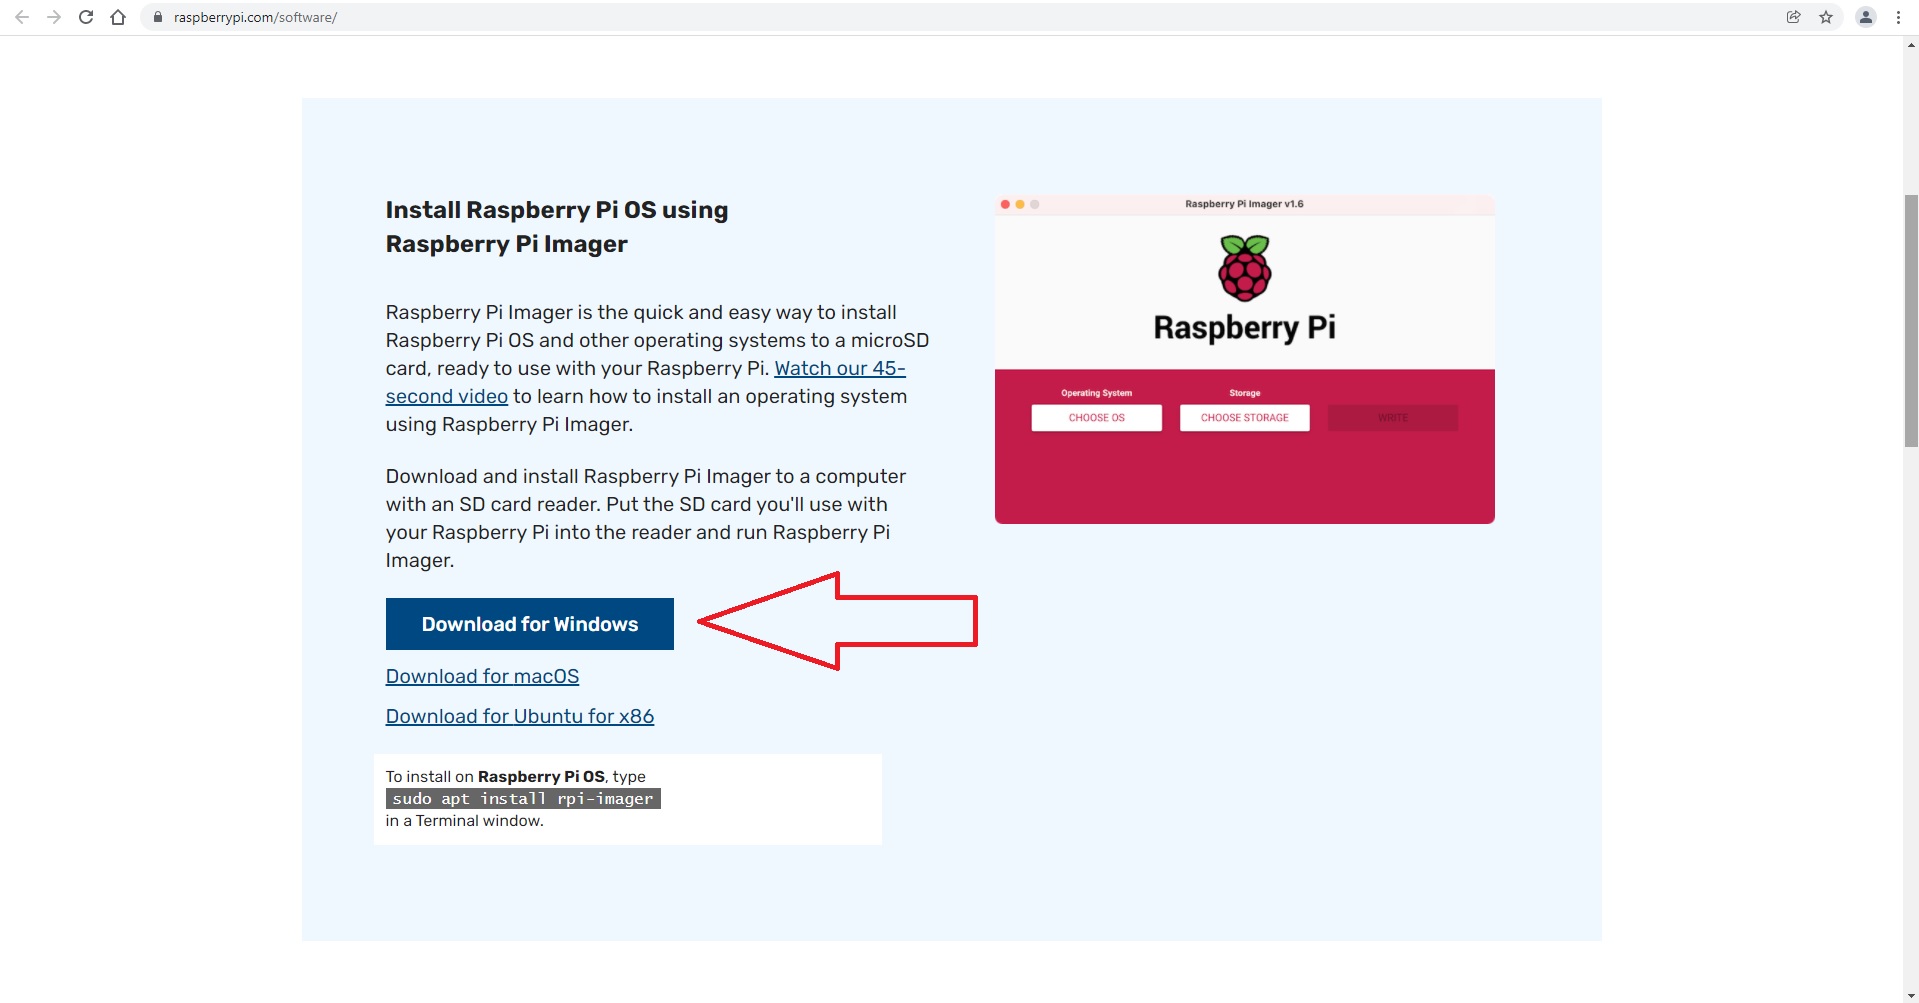 raspberrypi.com/software/
Install Raspberry Pi OS using
Raspberry Pi Imager
Raspberry Pi Imager is the quick and easy way to install
Raspberry Pi OS and other operating systems to a microSD
card, ready to use with your Raspberry Pi. Watch our 45-
second video to learn how to install an operating system
using Raspberry Pi Imager.
Download and install Raspberry Pi Imager to a computer
with an SD card reader. Put the SD card you'll use with
your Raspberry Pi into the reader and run Raspberry Pi
Imager.
Download for Windows
Download for macOS
Download for Ubuntu for x86
To install on Raspberry Pi OS, type
sudo apt install rpi-imager
in a Terminal window.
Raspberry Pi Imager v1.6
Raspberry Pi
Operating System
Storage
CHOOSE OS
CHOOSE STORAGE
WRITE